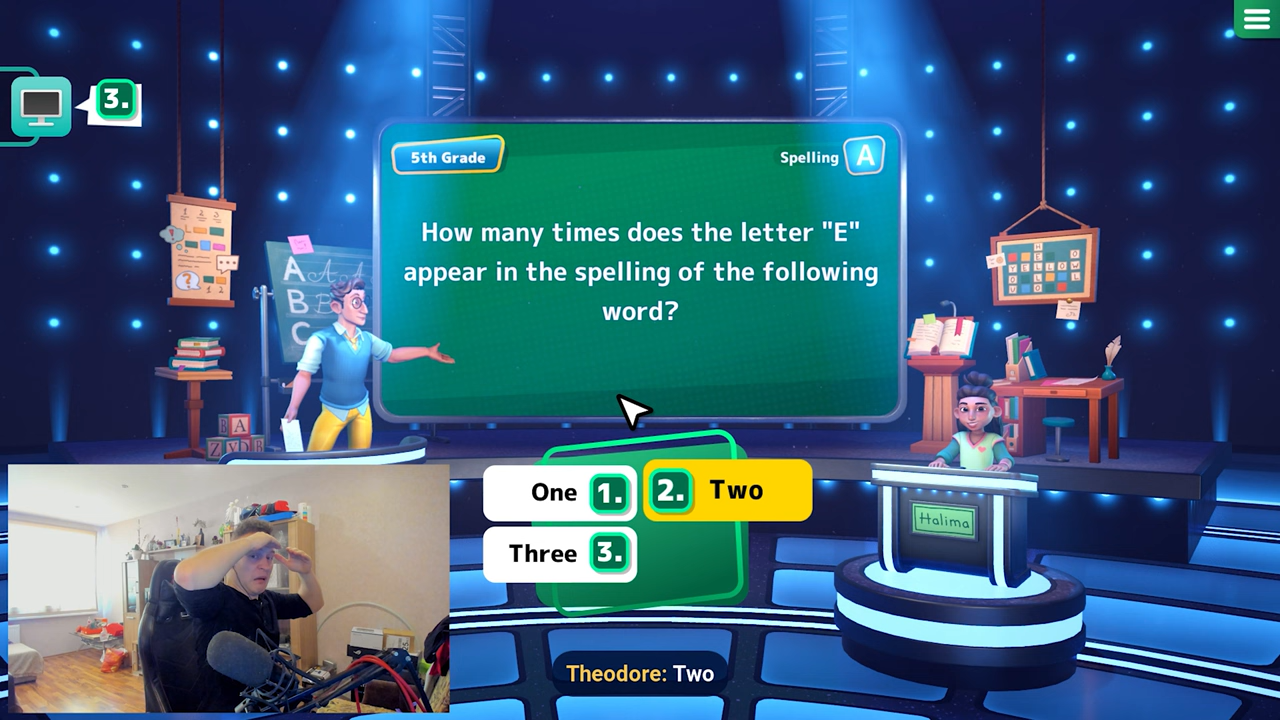 3.
5th Grade
Spelling A
How many times does the letter "E"
appear in the spelling of the following
word?
A
B
C
One 1.
2. Two
Three 3.
Halima
Theodore: Two